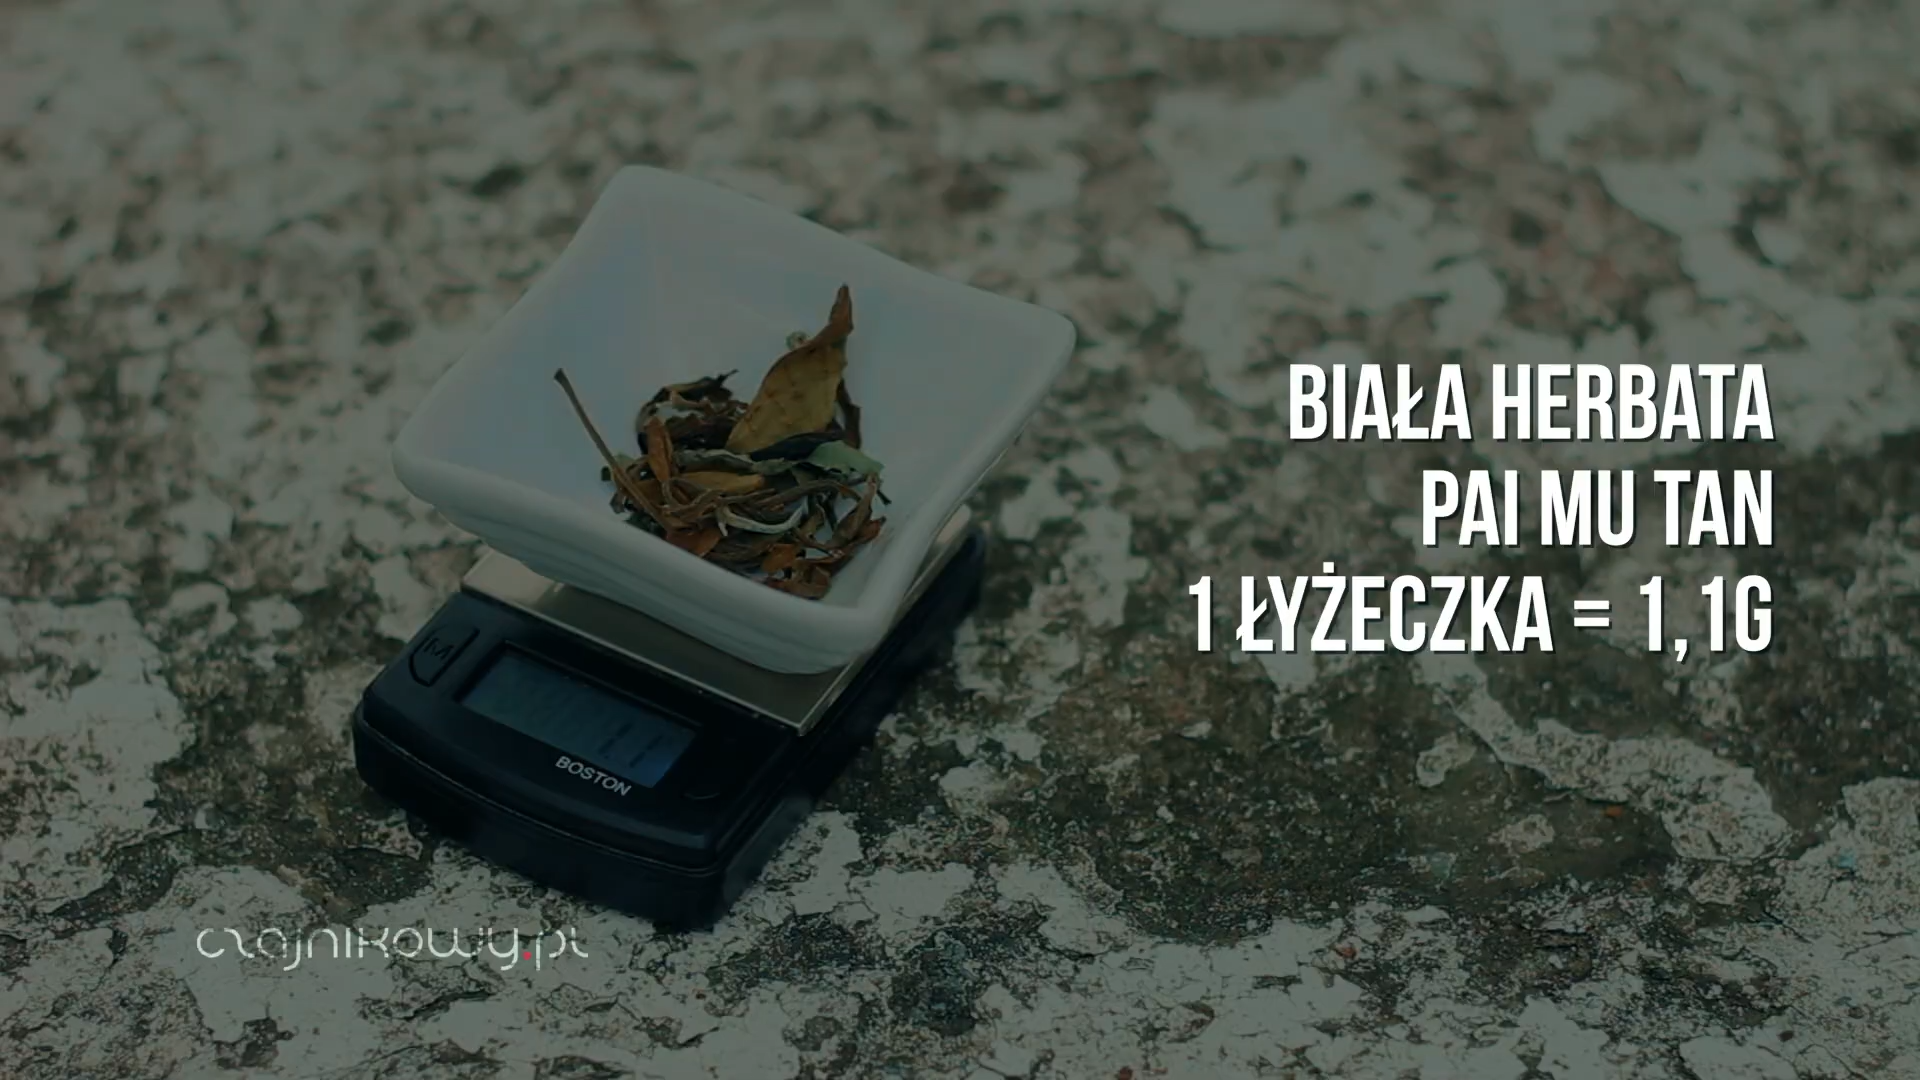 BIAŁA HERBATA
PAI MU TAN
1 ŁYŻECZKA = 1,1G
M
BOSTON
czajnikowy.pl